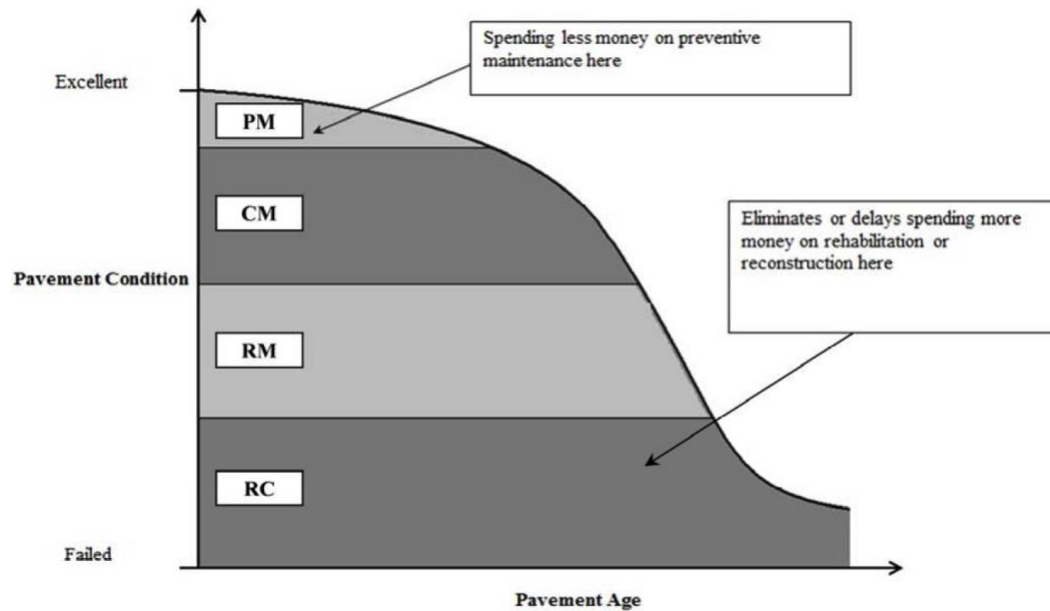 Spending less money on preventive
maintenance here
Excellent
PM
CM
Eliminates or delays spending more
money on rehabilitation or
reconstruction here
Pavement Condition
RM
RC
Failed
Pavement Age